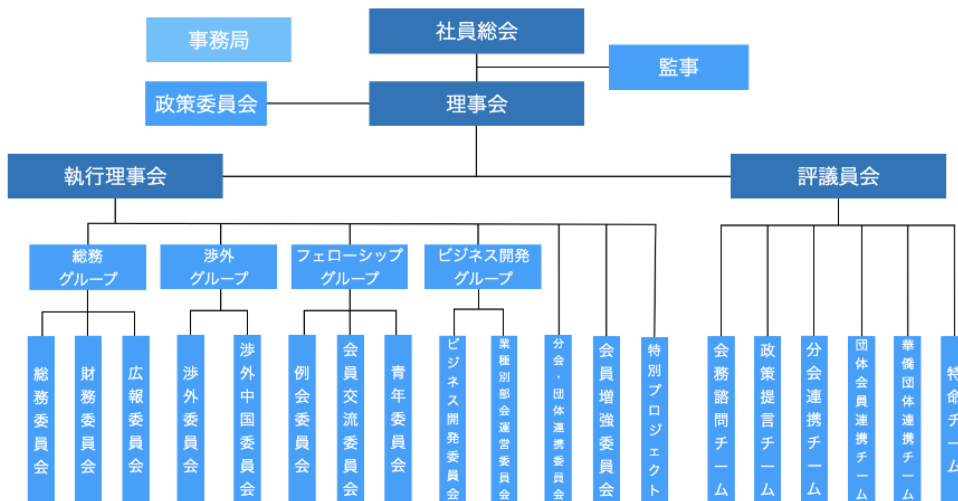 事務局
社員総会
監事
政策委員会
理事会
執行理事会
評議員会
総務
グループ
渉外
グループ
フェローシップ
グループ
ビジネス開発
グループ
総務委員会
財務委員会
広報委員会
渉外委員会
渉外中国委員会
例会委員会
会員交流委員会
青年委員会
ビジネス開発委員会
業種別部会運営委員会
分会・団体連携委員会
会員増強委員会
特別プロジェクト
会務諮問チーム
政策提言チーム
分会連携チーム
団体会員連携チーム
華僑団体連携チーム
特命チーム